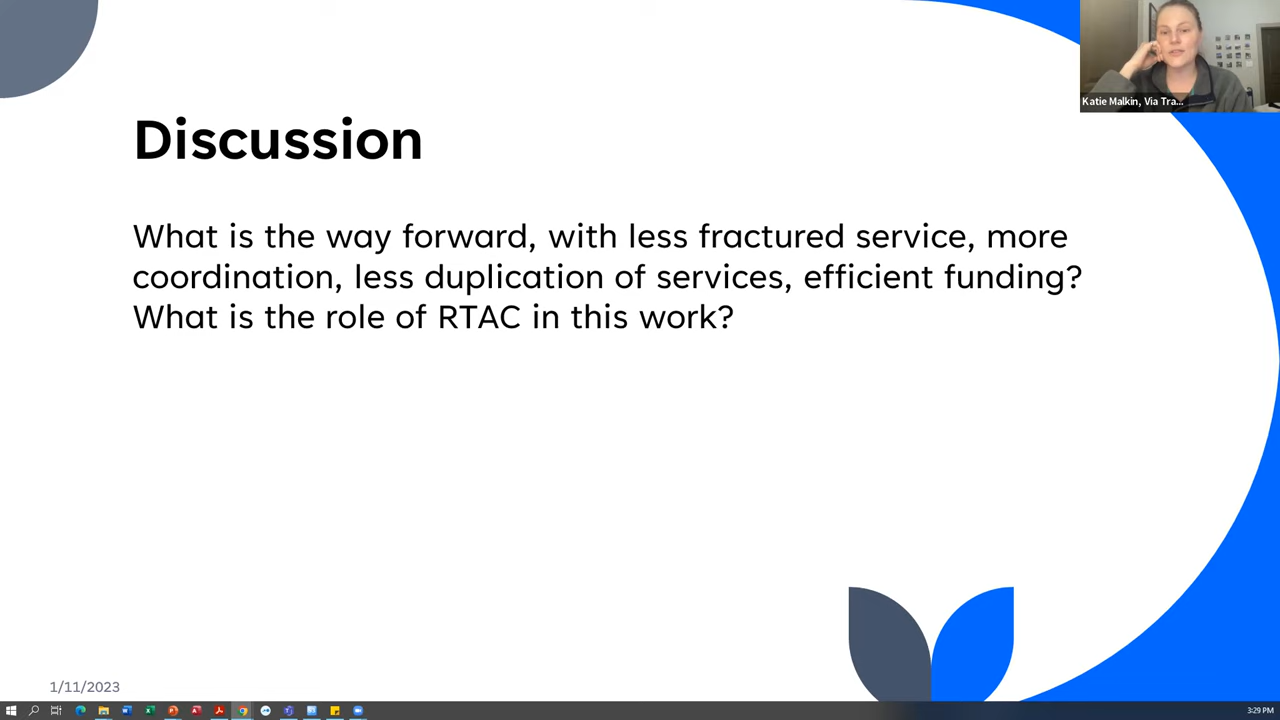 Katie Malkin, Via Tra...
Discussion
What is the way forward, with less fractured service, more
coordination, less duplication of services, efficient funding?
What is the role of RTAC in this work?
1/11/2023
3:29 PM